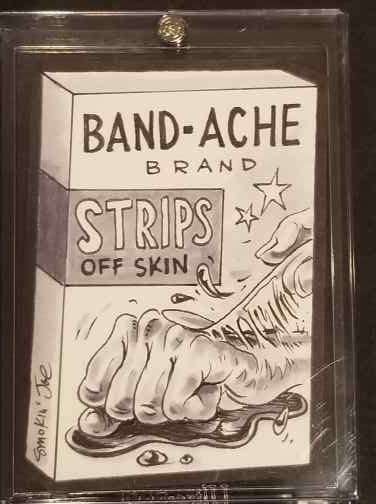 BAND-ACHE
BRAND
STRIPS
OFF SKIN
SMOKIN' JOE